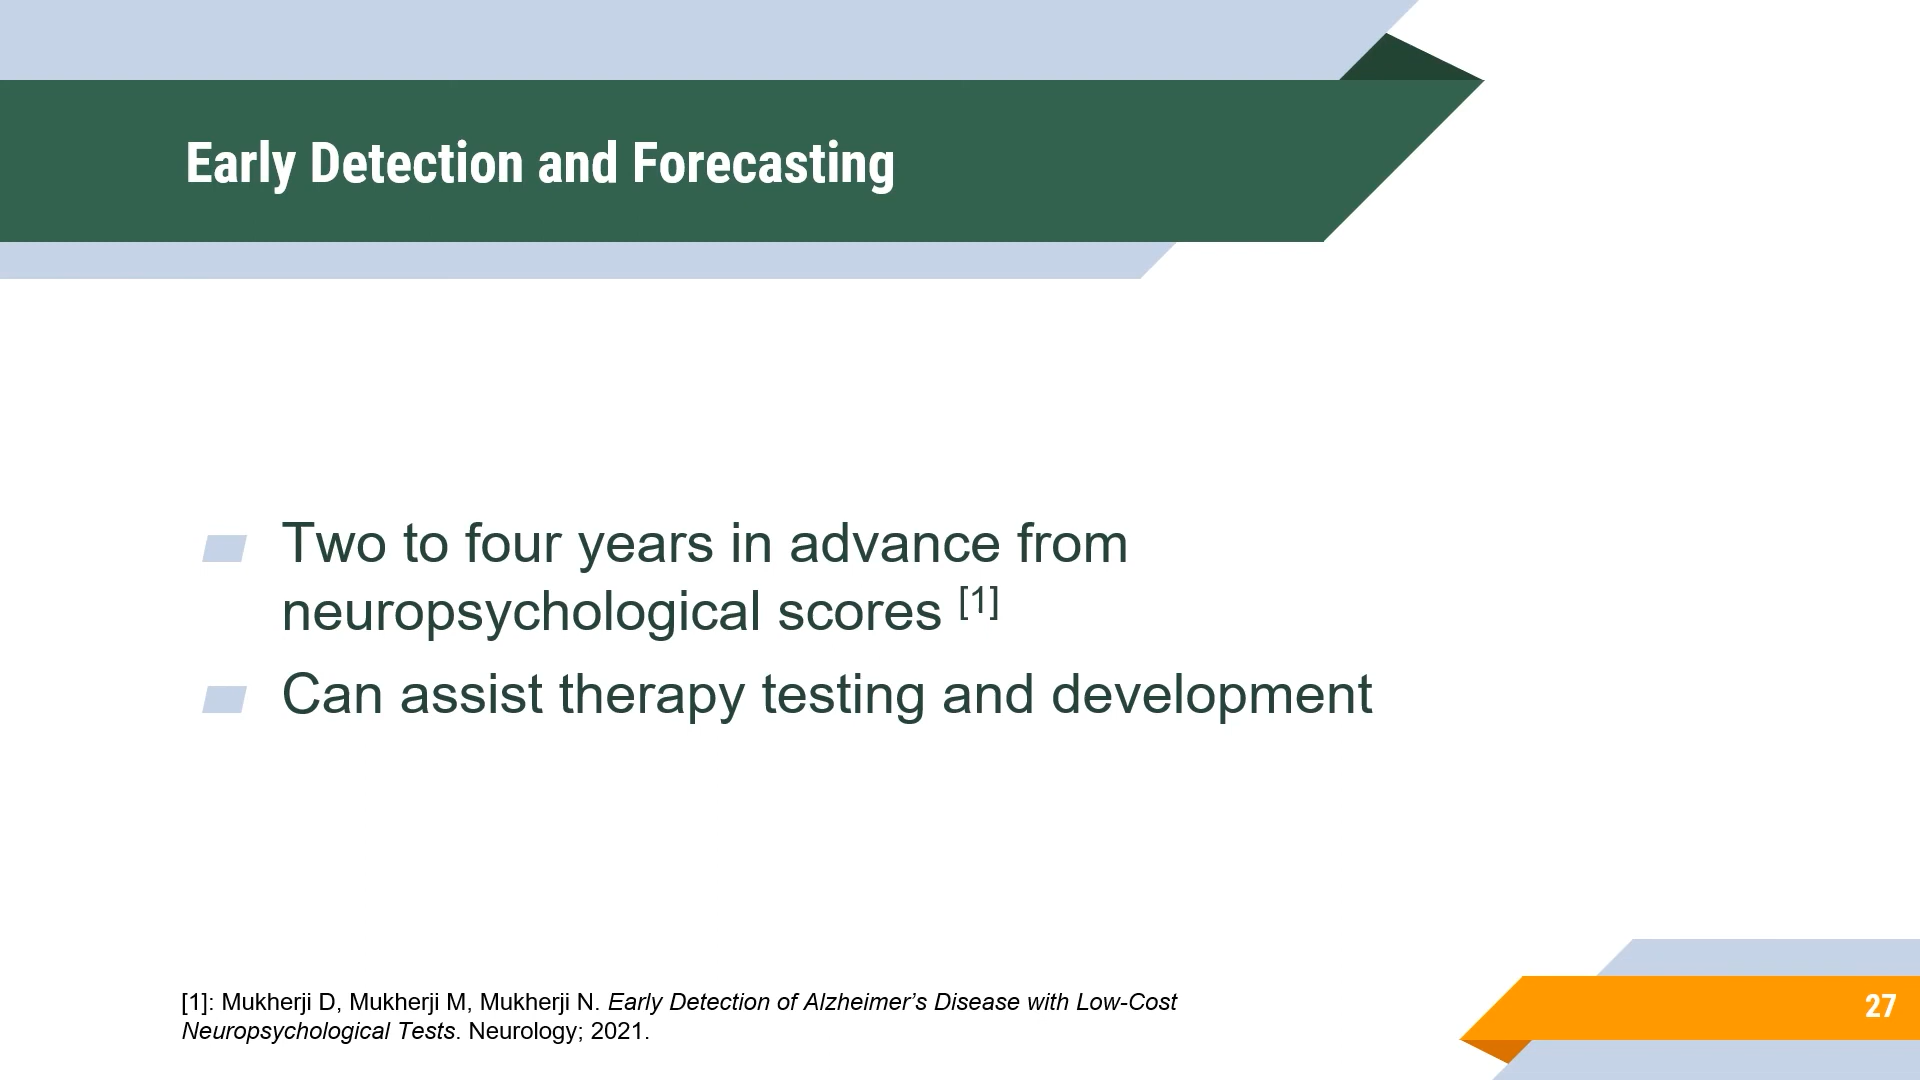 Early Detection and Forecasting
Two to four years in advance from
neuropsychological scores [1]
Can assist therapy testing and development
[1]: Mukherji D, Mukherji M, Mukherji N. Early Detection of Alzheimer’s Disease with Low-Cost
Neuropsychological Tests. Neurology; 2021.
27